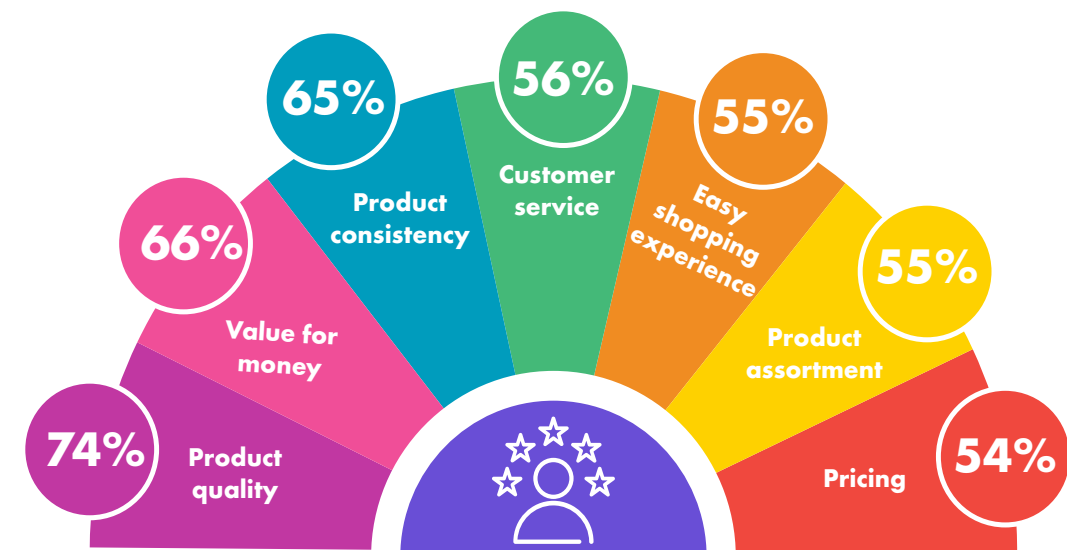 74%
Product
quality
66%
Value for
money
65%
Product
consistency
56%
Customer
service
55%
Easy
shopping
experience
55%
Product
assortment
54%
Pricing